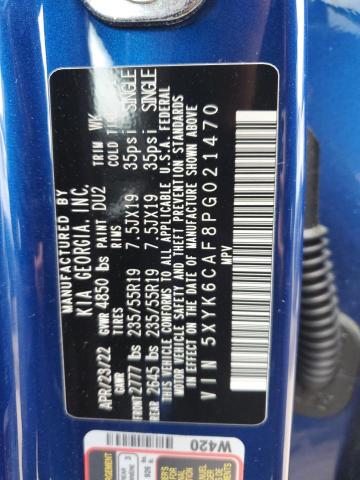 MANUFACTURED BY
KIA GEORGIA, INC.
APR/23/22 GVWR 4850 lbs PAINT DU2 TRIM WK
GAWR TIRES RIMS COLD
FRONT 2777 lbs 235/55R19 7.5JX19 35psi SINGLE
REAR 2645 lbs 235/55R19 7.5JX19 35psi SINGLE
THIS VEHICLE CONFORMS TO ALL APPLICABLE U.S.A. FEDERAL
MOTOR VEHICLE SAFETY AND THEFT PREVENTION STANDARDS
IN EFFECT ON THE DATE OF MANUFACTURE SHOWN ABOVE
MPV
VIN 5XYK6CAF8PG021470
W420